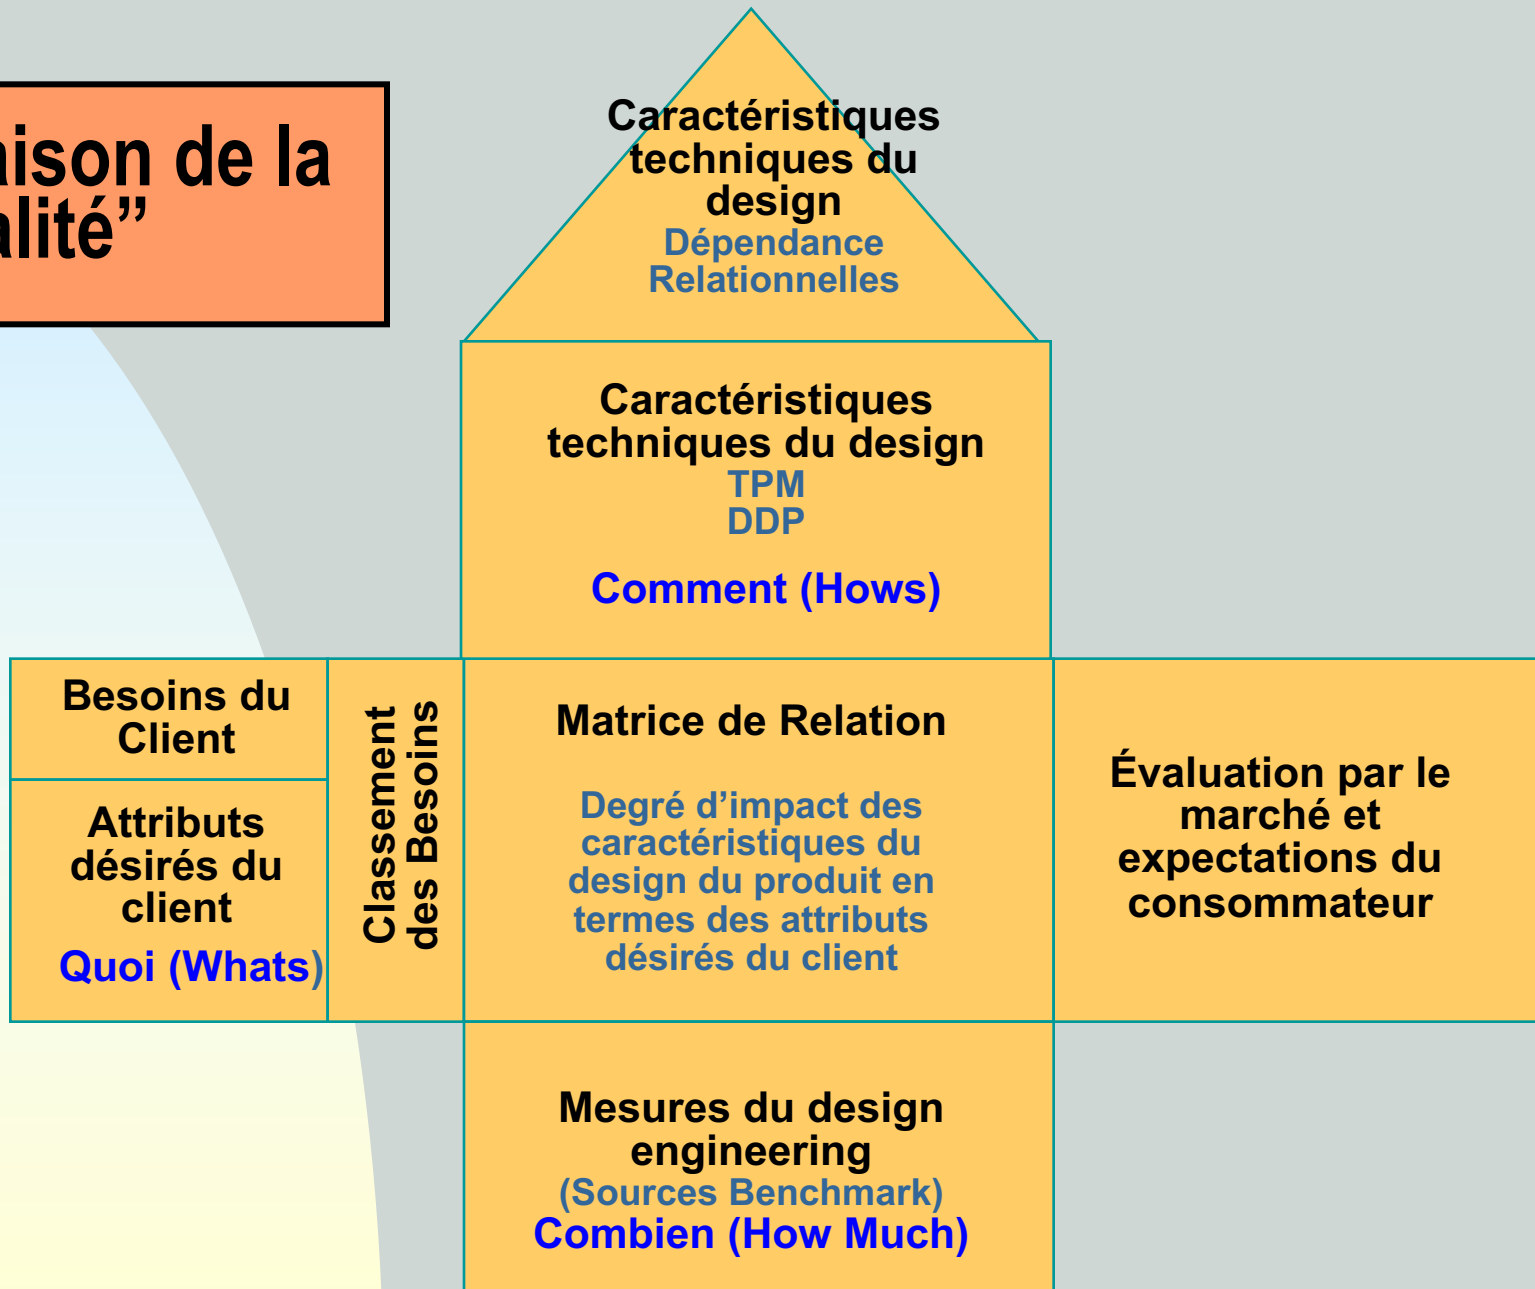 aison de la
alité”
Caractéristiques
techniques du
design
Dépendance
Relationnelles
Caractéristiques
techniques du design
TPM
DDP
Comment (Hows)
Besoins du
Client
Attributs
désirés du
client
Quoi (Whats)
Classement
des Besoins
Matrice de Relation
Degré d’impact des
caractéristiques du
design du produit en
termes des attributs
désirés du client
Évaluation par le
marché et
expectations du
consommateur
Mesures du design
engineering
(Sources Benchmark)
Combien (How Much)